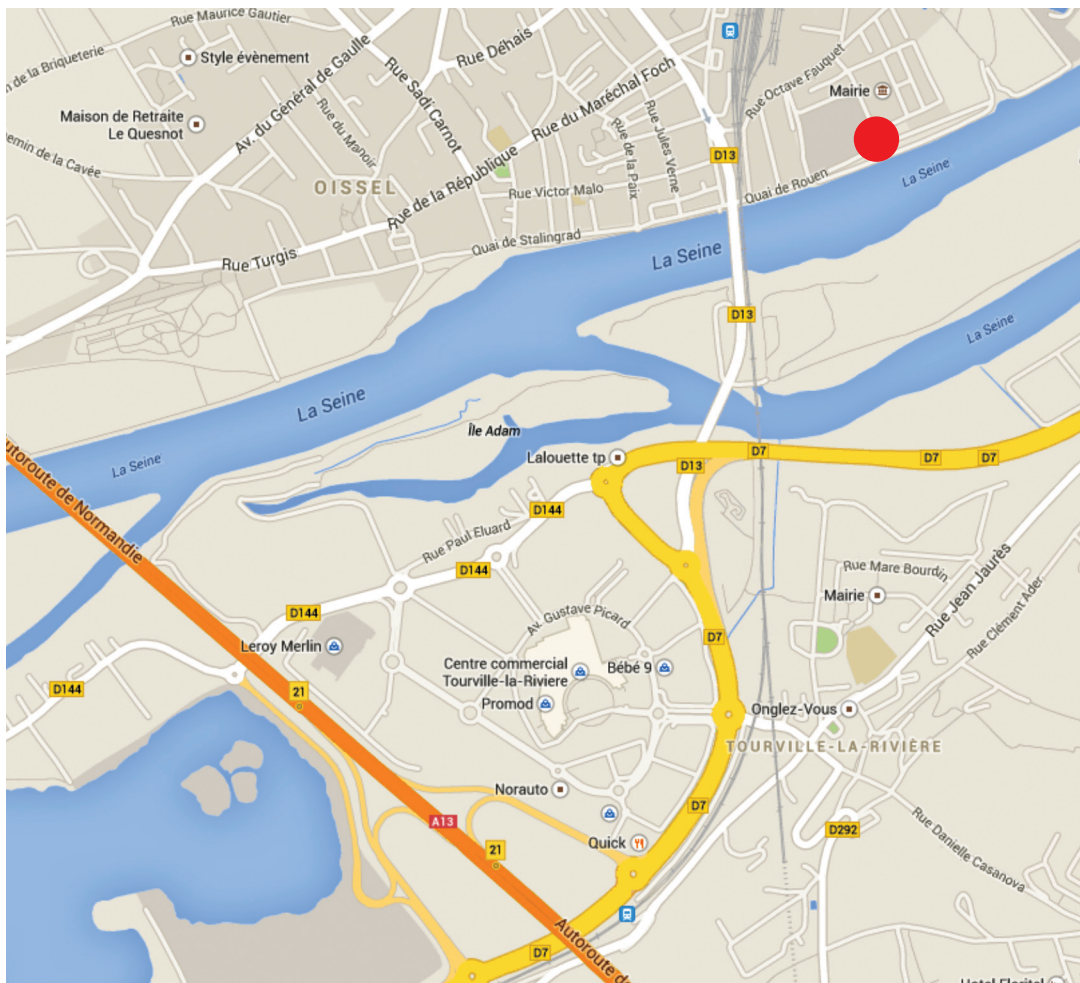 Rue Maurice Gautier
de la Briqueterie
Style évènement
Av. du Général de Gaulle
Rue Déhais
Rue Sadi Carnot
Rue du Maréchal Foch
Rue Octave Fauquet
Mairie
Maison de Retraite
Le Quesnot
Rue du Manoir
emin de la Cavée
OISSEL
Rue de la République
Rue Victor Malo
Rue de la Paix
Rue Jules Verne
D13
Quai de Rouen
La Seine
Quai de Stalingrad
Rue Turgis
La Seine
D13
La Seine
La Seine
Île Adam
La Seine
Lalouette tp
D13
D7
D7
D7
utoroute de Normandie
D144
Rue Paul Eluard
D144
D144
Rue Mare Bourdin
Mairie
Rue Jean Jaurès
Rue Clément Ader
Av. Gustave Picard
D7
Leroy Merlin
Centre commercial
Tourville-la-Riviere
Bébé 9
Promod
D144
21
Onglez-Vous
TOURVILLE-LA-RIVIÈRE
Norauto
D7
A13
21
Quick
D292
Rue Danielle Casanova
Autoroute de
D7